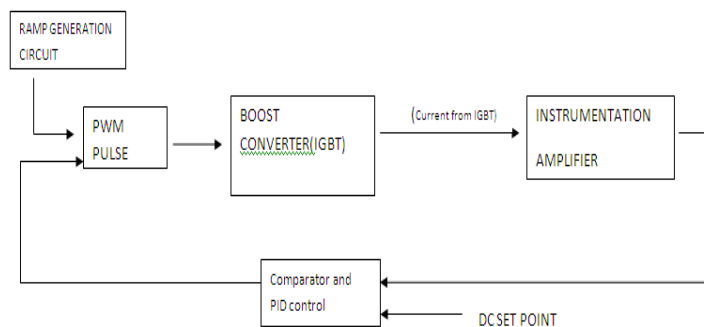 RAMP GENERATION
CIRCUIT
PWM
PULSE
BOOST
CONVERTER(IGBT)
(Current from IGBT)
INSTRUMENTATION
AMPLIFIER
Comparator and
PID control
DC SET POINT